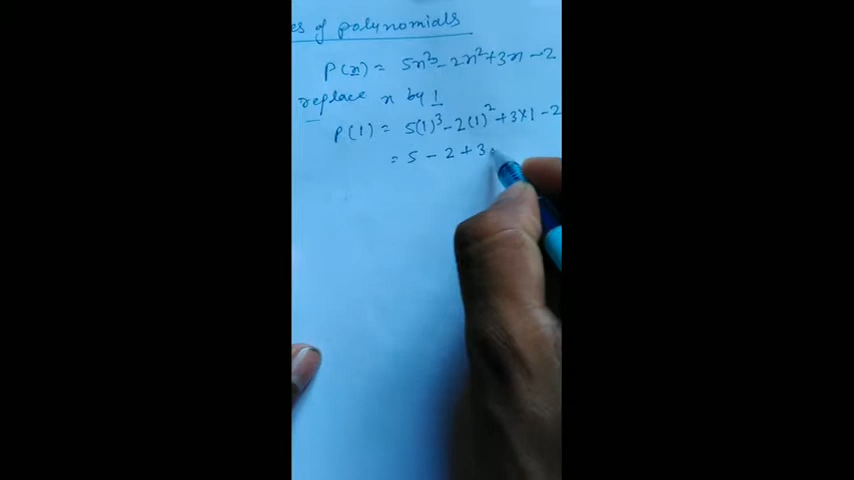 es of polynomials
P(x) = 5x³ - 2x² + 3x - 2
replace x by 1
P(1) = 5(1)³ - 2(1)² + 3×1 - 2
= 5 - 2 + 3